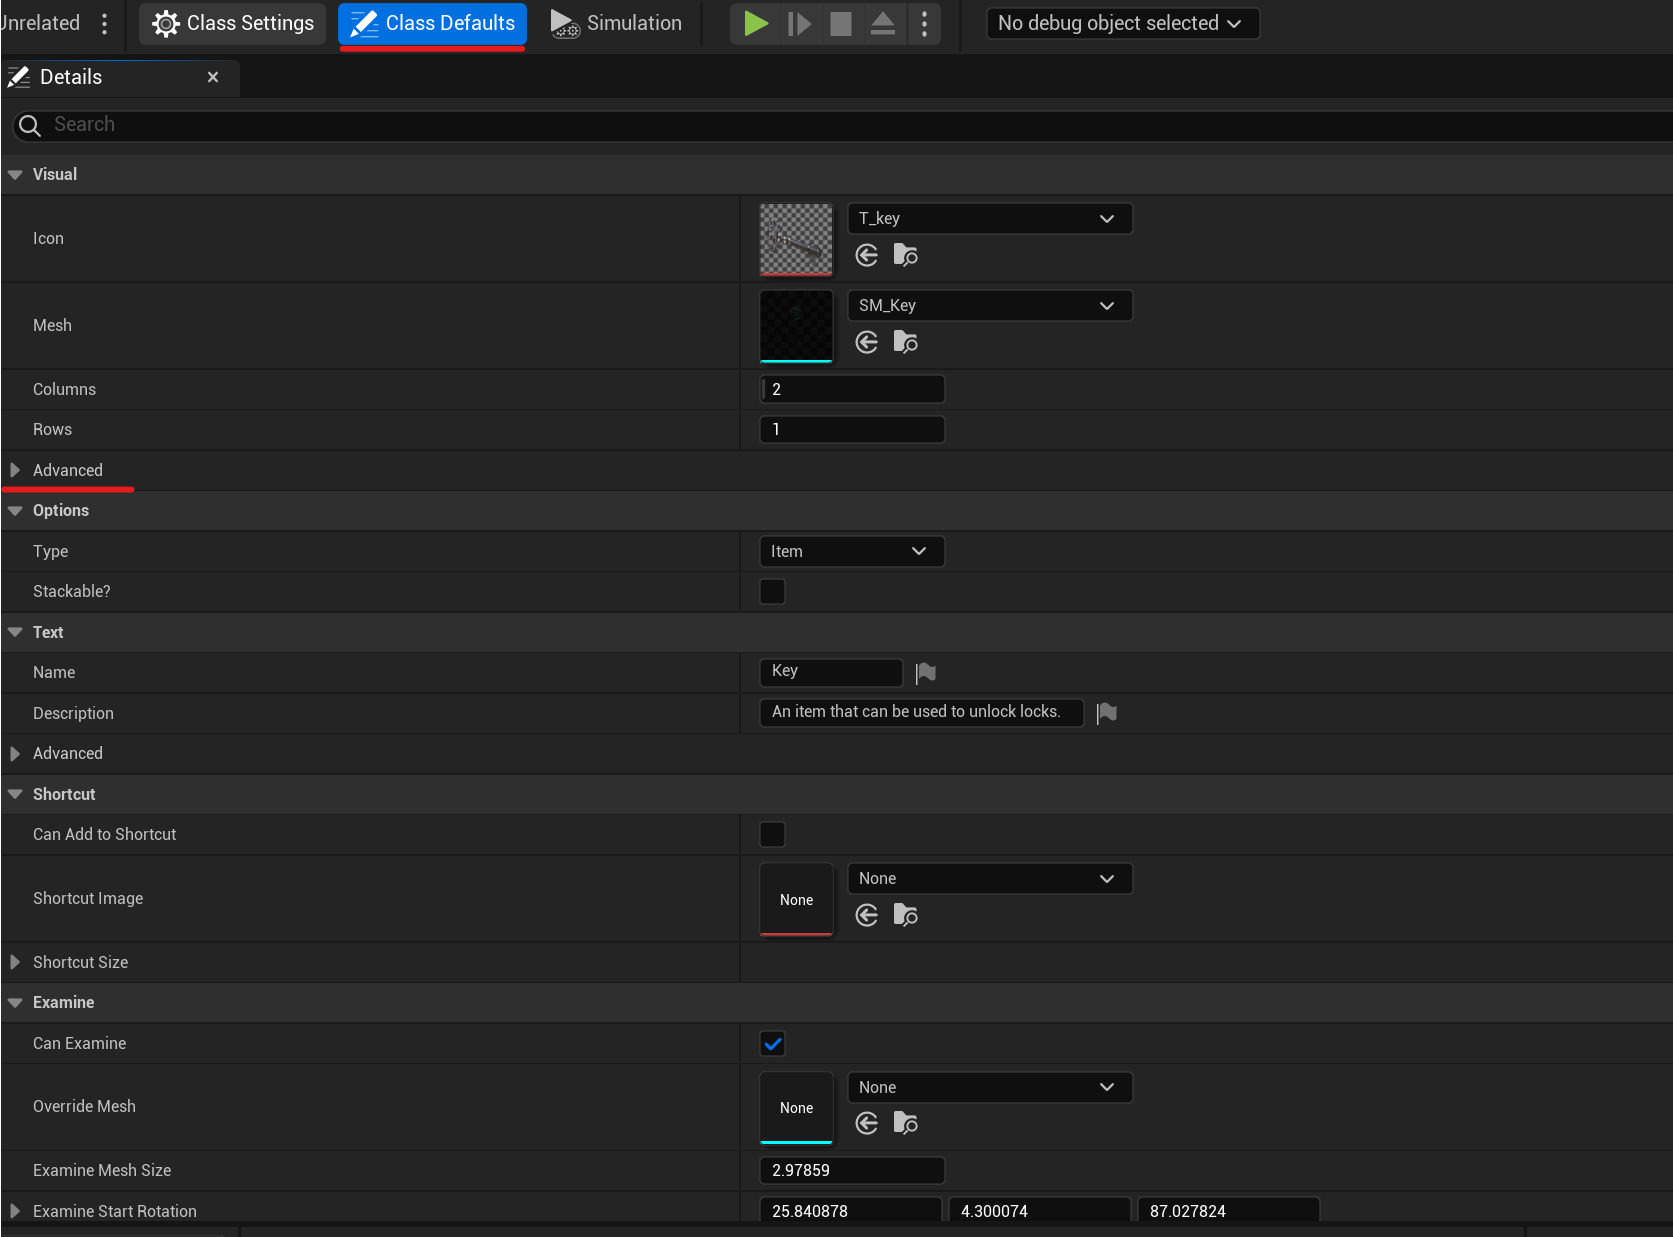 Unrelated Class Settings Class Defaults Simulation No debug object selected
Details
Search
Visual
Icon T_key
Mesh SM_Key
Columns 2
Rows 1
Advanced
Options
Type Item
Stackable?
Text
Name Key
Description An item that can be used to unlock locks.
Advanced
Shortcut
Can Add to Shortcut
Shortcut Image None None
Shortcut Size
Examine
Can Examine
Override Mesh None None
Examine Mesh Size 2.97859
Examine Start Rotation 25.840878 4.300074 87.027824